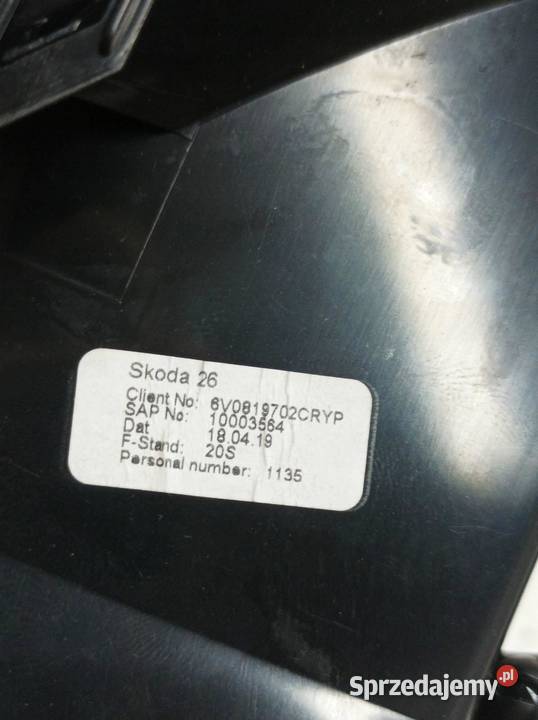 Skoda 26
Client No: 6V0819702CRYP
SAP No: 10003564
Dat 18.04.19
F-Stand: 20S
Personal number: 1135
Sprzedajemy.pl